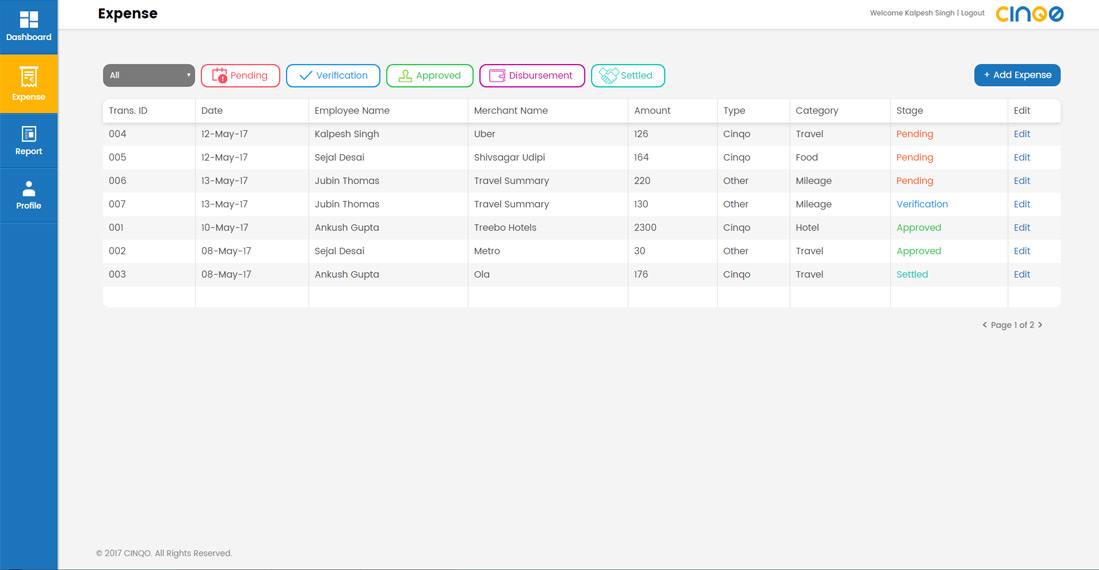 Expense
Welcome Kalpesh Singh | Logout
CINQO
Dashboard
Expense
Report
Profile
All
Pending
Verification
Approved
Disbursement
Settled
+ Add Expense
Trans. ID Date Employee Name Merchant Name Amount Type Category Stage Edit
004 12-May-17 Kalpesh Singh Uber 126 Cinqo Travel Pending Edit
005 12-May-17 Sejal Desai Shivsagar Udipi 164 Cinqo Food Pending Edit
006 13-May-17 Jubin Thomas Travel Summary 220 Other Mileage Pending Edit
007 13-May-17 Jubin Thomas Travel Summary 130 Other Mileage Verification Edit
001 10-May-17 Ankush Gupta Treebo Hotels 2300 Cinqo Hotel Approved Edit
002 08-May-17 Sejal Desai Metro 30 Other Travel Approved Edit
003 08-May-17 Ankush Gupta Ola 176 Cinqo Travel Settled Edit
< Page 1 of 2 >
© 2017 CINQO. All Rights Reserved.